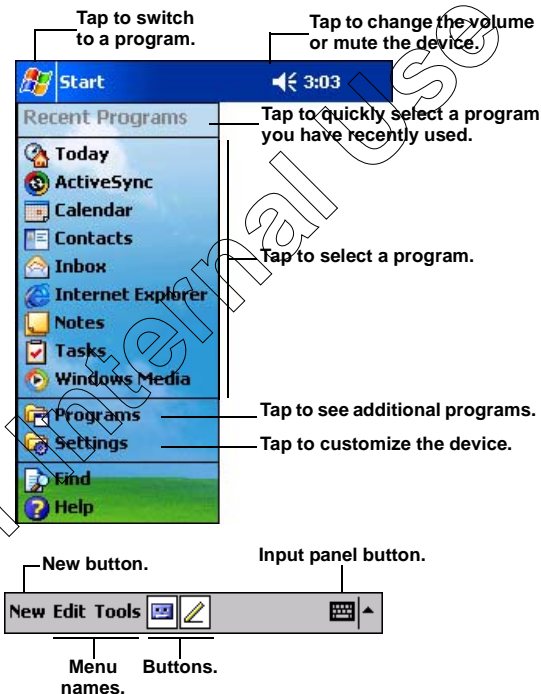 Tap to switch
to a program.
Tap to change the volume
or mute the device.
Start
3:03
Recent Programs
Tap to quickly select a program
you have recently used.
Today
ActiveSync
Calendar
Contacts
Inbox
Internet Explorer
Notes
Tasks
Windows Media
Tap to select a program.
Programs
Tap to see additional programs.
Settings
Tap to customize the device.
Find
Help
New button.
Input panel button.
New Edit Tools
Menu
names.
Buttons.
Internal Use